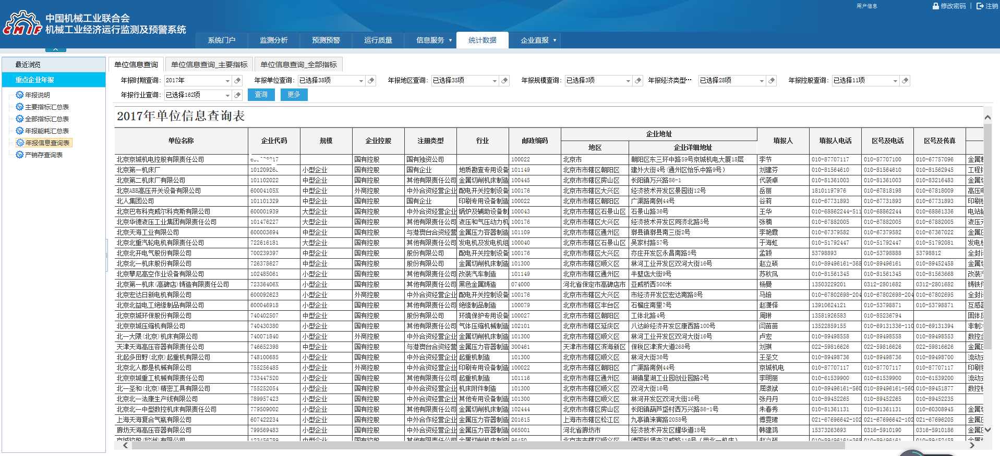 用户信息
修改密码 | 注销
CMIF
中国机械工业联合会
机械工业经济运行监测及预警系统
系统门户 监测分析 预测预警 运行质量 信息服务 统计数据 企业直报
最近浏览
重点企业年报
年报说明
主要指标汇总表
全部指标汇总表
年报能耗汇总表
年报信息查询表
产销存查询表
单位信息查询 单位信息查询_主要指标 单位信息查询_全部指标
年报时期查询: 2017年 年报单位查询: 已选择38项 年报地区查询: 已选择35项 年报规模查询: 已选择3项 年报经济类型… 已选择28项 年报控股查询: 已选择11项
年报行业查询: 已选择162项 查询 更多
2017年单位信息查询表
单位名称 企业代码 规模 企业控股 注册类型 行业 邮政编码 企业地址 填报人 填报人电话 区号及电话 区号及传真
地区 企业详细地址
北京京城机电控股有限责任公司 国有控股 国有独资公司 100022 北京市 朝阳区东三环中路59号京城机电大厦18层 李节 010-87707117 010-87707100 010-67757096 金属制
北京第一机床厂 10120926 小型企业 国有控股 国有企业 地质勘查专用设备 101149 北京市市辖区朝阳区 建外大街4号(通州区怡乐中路9号) 刘建芬 010-81564610 010-81564610 010-81562945 工程钻
北京第二机床厂有限公司 101102022 中型企业 国有控股 其他有限责任公司 金属切削机床制造 100445 北京市市辖区房山区 长阳镇万兴路86-1 代袭卓 010-81361003 010-81361003 010-83216483 金属切
北京ABB高压开关设备有限公司 60004105X 中型企业 外商控股 中外合资经营企业 配电开关控制设备 100176 北京市市辖区大兴区 经济技术开发区景园街12号 岳丽 18101197976 010-67818198 010-67818009 高压电
北人集团公司 101101329 中型企业 国有控股 国有企业 印刷专用设备制造 100022 北京市市辖区朝阳区 广渠路南侧44号 谷莉 010-67731893 010-67731893 010-67731893 印刷机
北京巴布科克威尔科克斯有限公司 600001939 大型企业 国有控股 中外合资经营企业 锅炉及辅助设备制 100043 北京市市辖区石景山区 石景山路36号 王华 010-68862244-511 010-68862244 010-68861336 电站锅
北京华德液压工业集团有限责任公司 101476227 大型企业 国有控股 其他有限责任公司 液压和气压动力机 100176 北京市市辖区大兴区 经济技术开发区同济北路5号 张楠 010-67882005 010-67882005 010-67882005 液压元
北京天海工业有限公司 600003694 中型企业 国有控股 与港澳台合资经营 金属压力容器制造 101109 北京市市辖区通州区 漷县镇漷县南三街2号 李艳霞 010-67379582 010-67379582 010-67367022 金属压
北京北重汽轮电机有限责任公司 722616181 大型企业 国有控股 其他有限责任公司 发电机及发电机组 100040 北京市市辖区石景山区 吴家村路57号 于海虹 010-51792447 010-51792447 010-51792081 发电机
北京北开电气股份有限公司 700239397 中型企业 国有控股 股份有限公司 配电开关控制设备 100176 北京市市辖区大兴区 亦庄开发区永昌南路5号 孟颖 53798893 010-53798888 53798812 全封闭
北京北一机床股份有限公司 726378627 中型企业 国有控股 股份有限公司 金属切削机床制造 101300 北京市市辖区顺义区 林河工业开发区双河大街16号 赵立硕 010-89496161-368 010-89496161 010-89452458 金属切
北京攀尼高空作业设备有限公司 102485061 小型企业 国有控股 其他有限责任公司 改装汽车制造 101149 北京市市辖区通州区 半壁店大街9号 苏秋凤 010-81561345 010-81561345 010-81563668 改装汽
北京第一机床(高碑店)铸造有限责任公司 72336406X 小型企业 国有控股 其他有限责任公司 黑色金属铸造 074000 河北省保定市高碑店市 亚威桥西500米 杨曼 13503229201 0312-2801682 0312-2801682 铸铁件
北京宏达日新电机有限公司 600092623 小型企业 外商控股 中外合资经营企业 配电开关控制设备 100176 北京市市辖区大兴区 市经济开发区宏达南路8号 马培 010-67802698-204 010-67802698-204 010-67802695 全封闭
北京北益电工绝缘制品有限公司 600046918 小型企业 国有控股 其他有限责任公司 绝缘制品制造 100079 北京市市辖区丰台区 石榴庄南里7号 赵潇怿 13910624121 010-53798871 010-53798871 互感器
北京京城环保股份有限公司 740402507 中型企业 国有控股 股份有限公司 环境保护专用设备 100027 北京市市辖区朝阳区 工体北路4号 周琳 13581926583 010-85236794 固体废
北京京城压缩机有限公司 740430380 小型企业 国有控股 其他有限责任公司 气体压缩机械制造 102101 北京市市辖区延庆区 八达岭经济开发区康西路100号 闫苗苗 13522859155 010-69131336-110 010-69131394 非制冷
北一大隈(北京)机床有限公司 740071840 小型企业 外商控股 中外合资经营企业 金属切削机床制造 101300 北京市市辖区顺义区 林河工业开发区双河大街16号 卢宏 010-89498558 010-89498558 010-89498553 数控金
天津天海高压容器有限责任公司 746652398 中型企业 国有控股 与港澳台合资经营 金属压力容器制造 300461 天津市市辖区滨海新区 保税区津滨大道268号 刘琪 022-59816626 022-59816626 022-59816626 金属压
北起多田野(北京)起重机有限公司 748100685 小型企业 国有控股 中外合资经营企业 起重机制造 101300 北京市市辖区顺义区 林河大街36号 王圣文 010-89498736 010-89498736 010-89498700 流动式
北京北人郡是机械有限公司 755256485 小型企业 外商控股 中外合资经营企业 印刷专用设备制造 100022 北京市市辖区朝阳区 广渠路南侧44号 京城机电 010-87707117 010-87707117 010-87707117 印刷机
北京京城重工机械有限责任公司 733447520 小型企业 国有控股 其他有限责任公司 起重机制造 101116 北京市市辖区通州区 湖镇星湖工业园创业园路2号 李明丽 010-61539900 010-61539900 010-61539200 流动式
北一圣和(北京)精密工具有限公司 755252054 小型企业 国有控股 中外合资经营企业 机床附件制造 101300 北京市市辖区顺义区 双河大街16号 屈淑斌 010-89496161-560 010-89496161-560 010-89451877 数控机
北京北一法康生产线有限公司 789957423 小型企业 国有控股 中外合资经营企业 其他专用设备制造 101300 北京市市辖区顺义区 林河开发区双河大街16号 张丹丹 010-89452265 010-89452265 010-89452235
北京北一中型数控机床有限责任公司 779509002 小型企业 国有控股 其他有限责任公司 金属切削机床制造 102444 北京市市辖区房山区 长阳镇葫芦垡村西万兴路86-1号 朱春秀 010-81361131 010-81361131 010-60308945 金属切
上海天海复合气瓶有限公司 607422234 小型企业 国有控股 中外合作经营企业 金属压力容器制造 201615 上海市市辖区松江区 九亭镇涞寅路2058号 傅雯珺 021-67696642-102 021-67696642-102 021-67696205 金属压
廊坊天海高压容器有限公司 799569483 小型企业 国有控股 中外合资经营企业 金属压力容器制造 065001 河北省廊坊市 经济技术开发区耀华道18号 韩建鸿 15373263693 0316-5910190 0316-5910186 金属压
京城控股(欧洲)有限公司 123456789 中型企业 国有控股 其他有限责任公司 金属切削机床制造 96450 北京市市辖区顺义区 德国科堡市汉威路116号(甲北一机床) 赵立硕 010-89496161-368 010-89496161 010-89452458 金属切